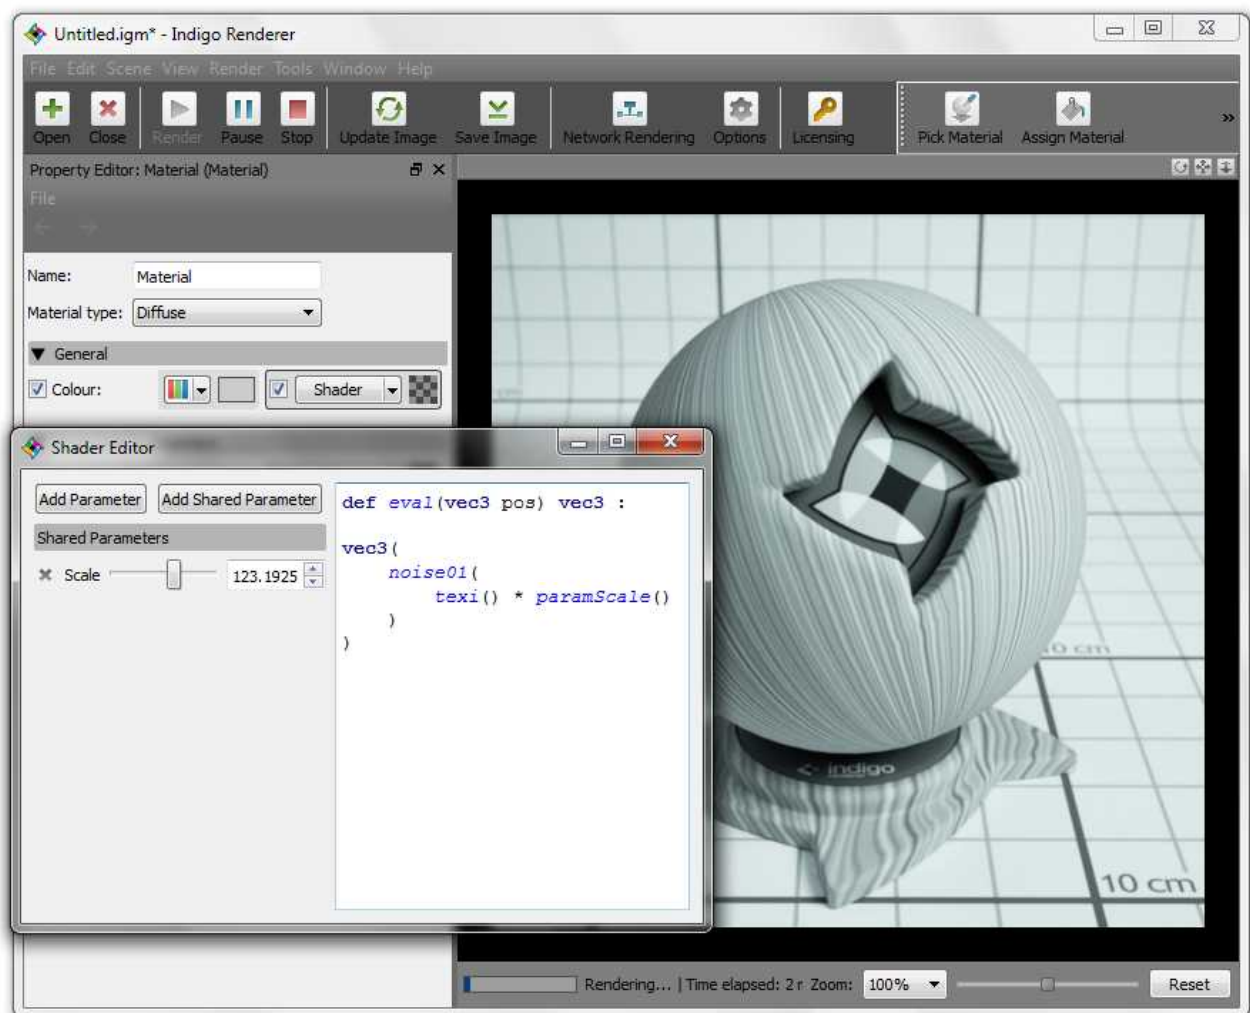 Untitled.igm* - Indigo Renderer
File Edit Scene View Render Tools Window Help
Open Close Render Pause Stop Update Image Save Image Network Rendering Options Licensing Pick Material Assign Material »
Property Editor: Material (Material)
File
Name: Material
Material type: Diffuse
General
Colour: Shader
Shader Editor
Add Parameter Add Shared Parameter
Shared Parameters
Scale 123.1925
def eval(vec3 pos) vec3 :
vec3(
noise01(
texi() * paramScale()
)
)
10 cm
indigo
10 cm
Rendering... | Time elapsed: 2 r Zoom: 100% Reset